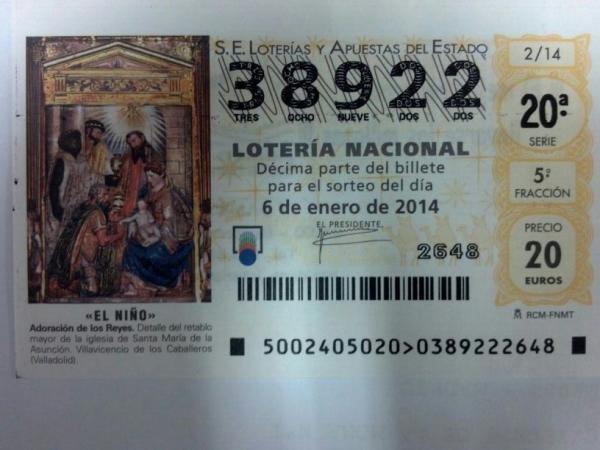 S.E. LOTERÍAS Y APUESTAS DEL ESTADO
38922
TRES OCHO NUEVE DOS DOS
LOTERÍA NACIONAL
Décima parte del billete
para el sorteo del día
6 de enero de 2014
EL PRESIDENTE,
2648
2/14
20ª
SERIE
5ª
FRACCIÓN
PRECIO
20
EUROS
RCM-FNMT
«EL NIÑO»
Adoración de los Reyes. Detalle del retablo
mayor de la iglesia de Santa María de la
Asunción. Villavicencio de los Caballeros
(Valladolid).
5002405020>0389222648